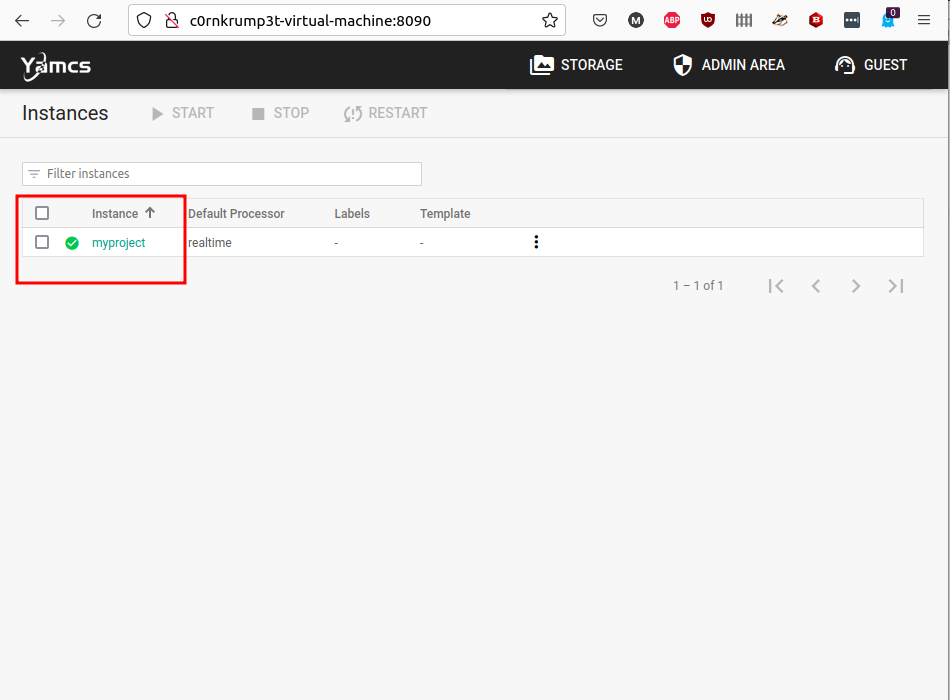 c0rnkrump3t-virtual-machine:8090
M ABP UD B 0
Yamcs STORAGE ADMIN AREA GUEST
Instances START STOP RESTART
Filter instances
Instance Default Processor Labels Template
myproject realtime - -
1 – 1 of 1